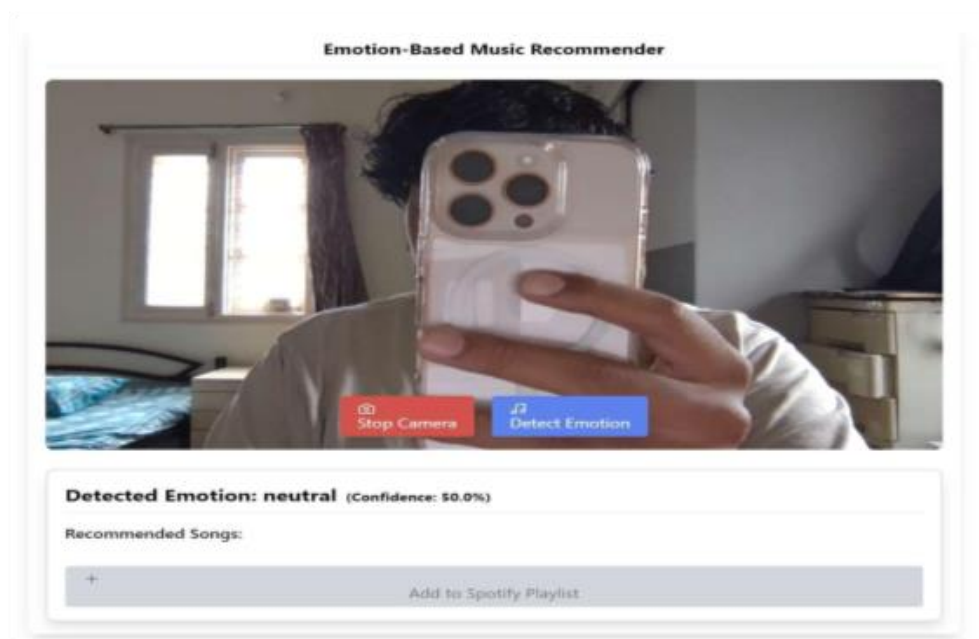 Emotion-Based Music Recommender
Stop Camera
Detect Emotion
Detected Emotion: neutral (Confidence: 50.0%)
Recommended Songs:
+
Add to Spotify Playlist